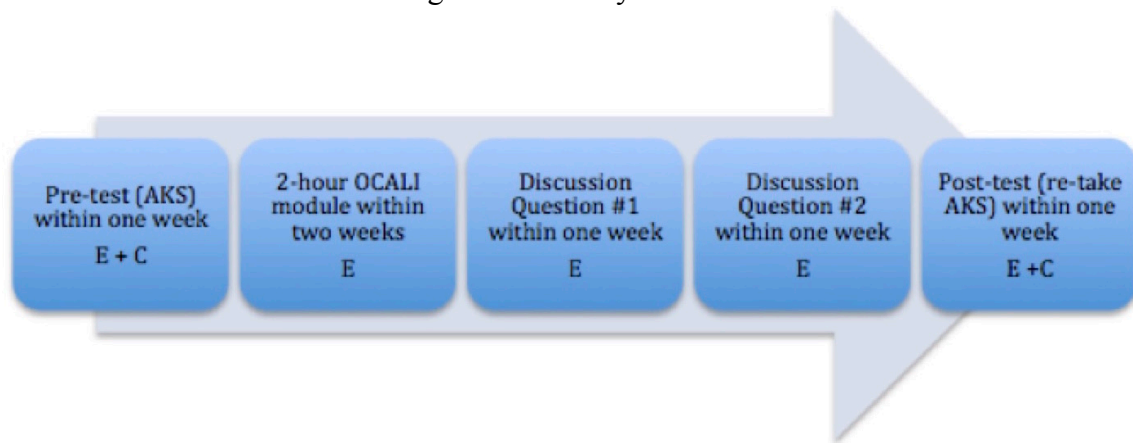 Pre-test (AKS)
within one week
E + C
2-hour OCALI
module within
two weeks
E
Discussion
Question #1
within one week
E
Discussion
Question #2
within one week
E
Post-test (re-take
AKS) within one
week
E +C